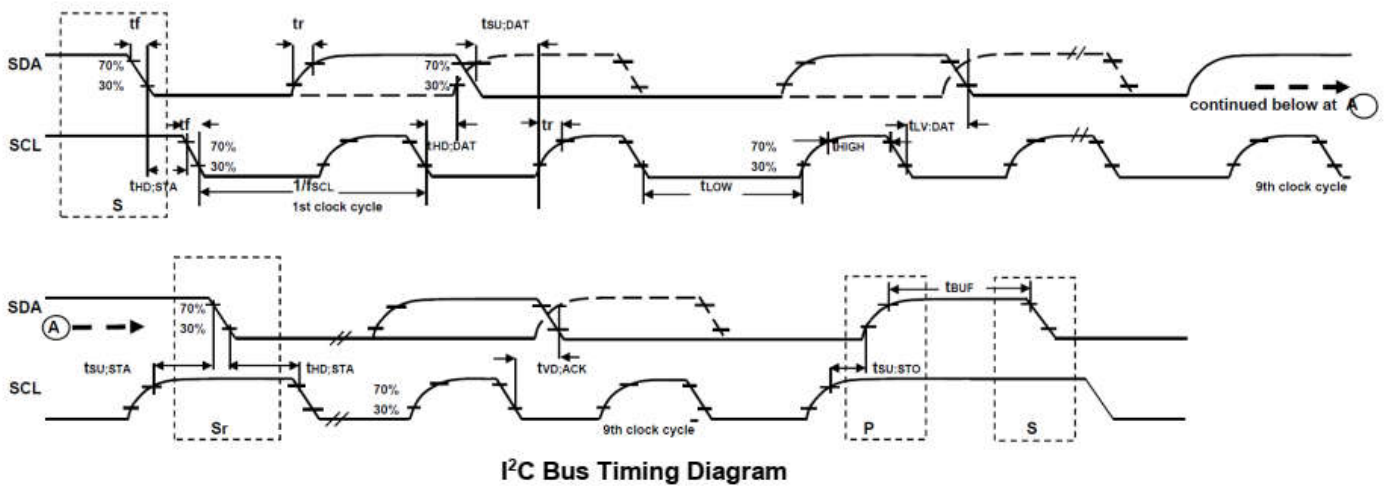 tf
tr
tSU;DAT
SDA
70%
30%
70%
30%
continued below at A
tf
tHD;DAT
tr
tLV;DAT
SCL
70%
30%
70%
30%
tHIGH
tHD;STA
1/fSCL
tLOW
S
1st clock cycle
9th clock cycle
SDA
70%
30%
tBUF
A
tSU;STA
tHD;STA
tVD;ACK
tSU;STO
SCL
70%
30%
Sr
9th clock cycle
P
S
I²C Bus Timing Diagram